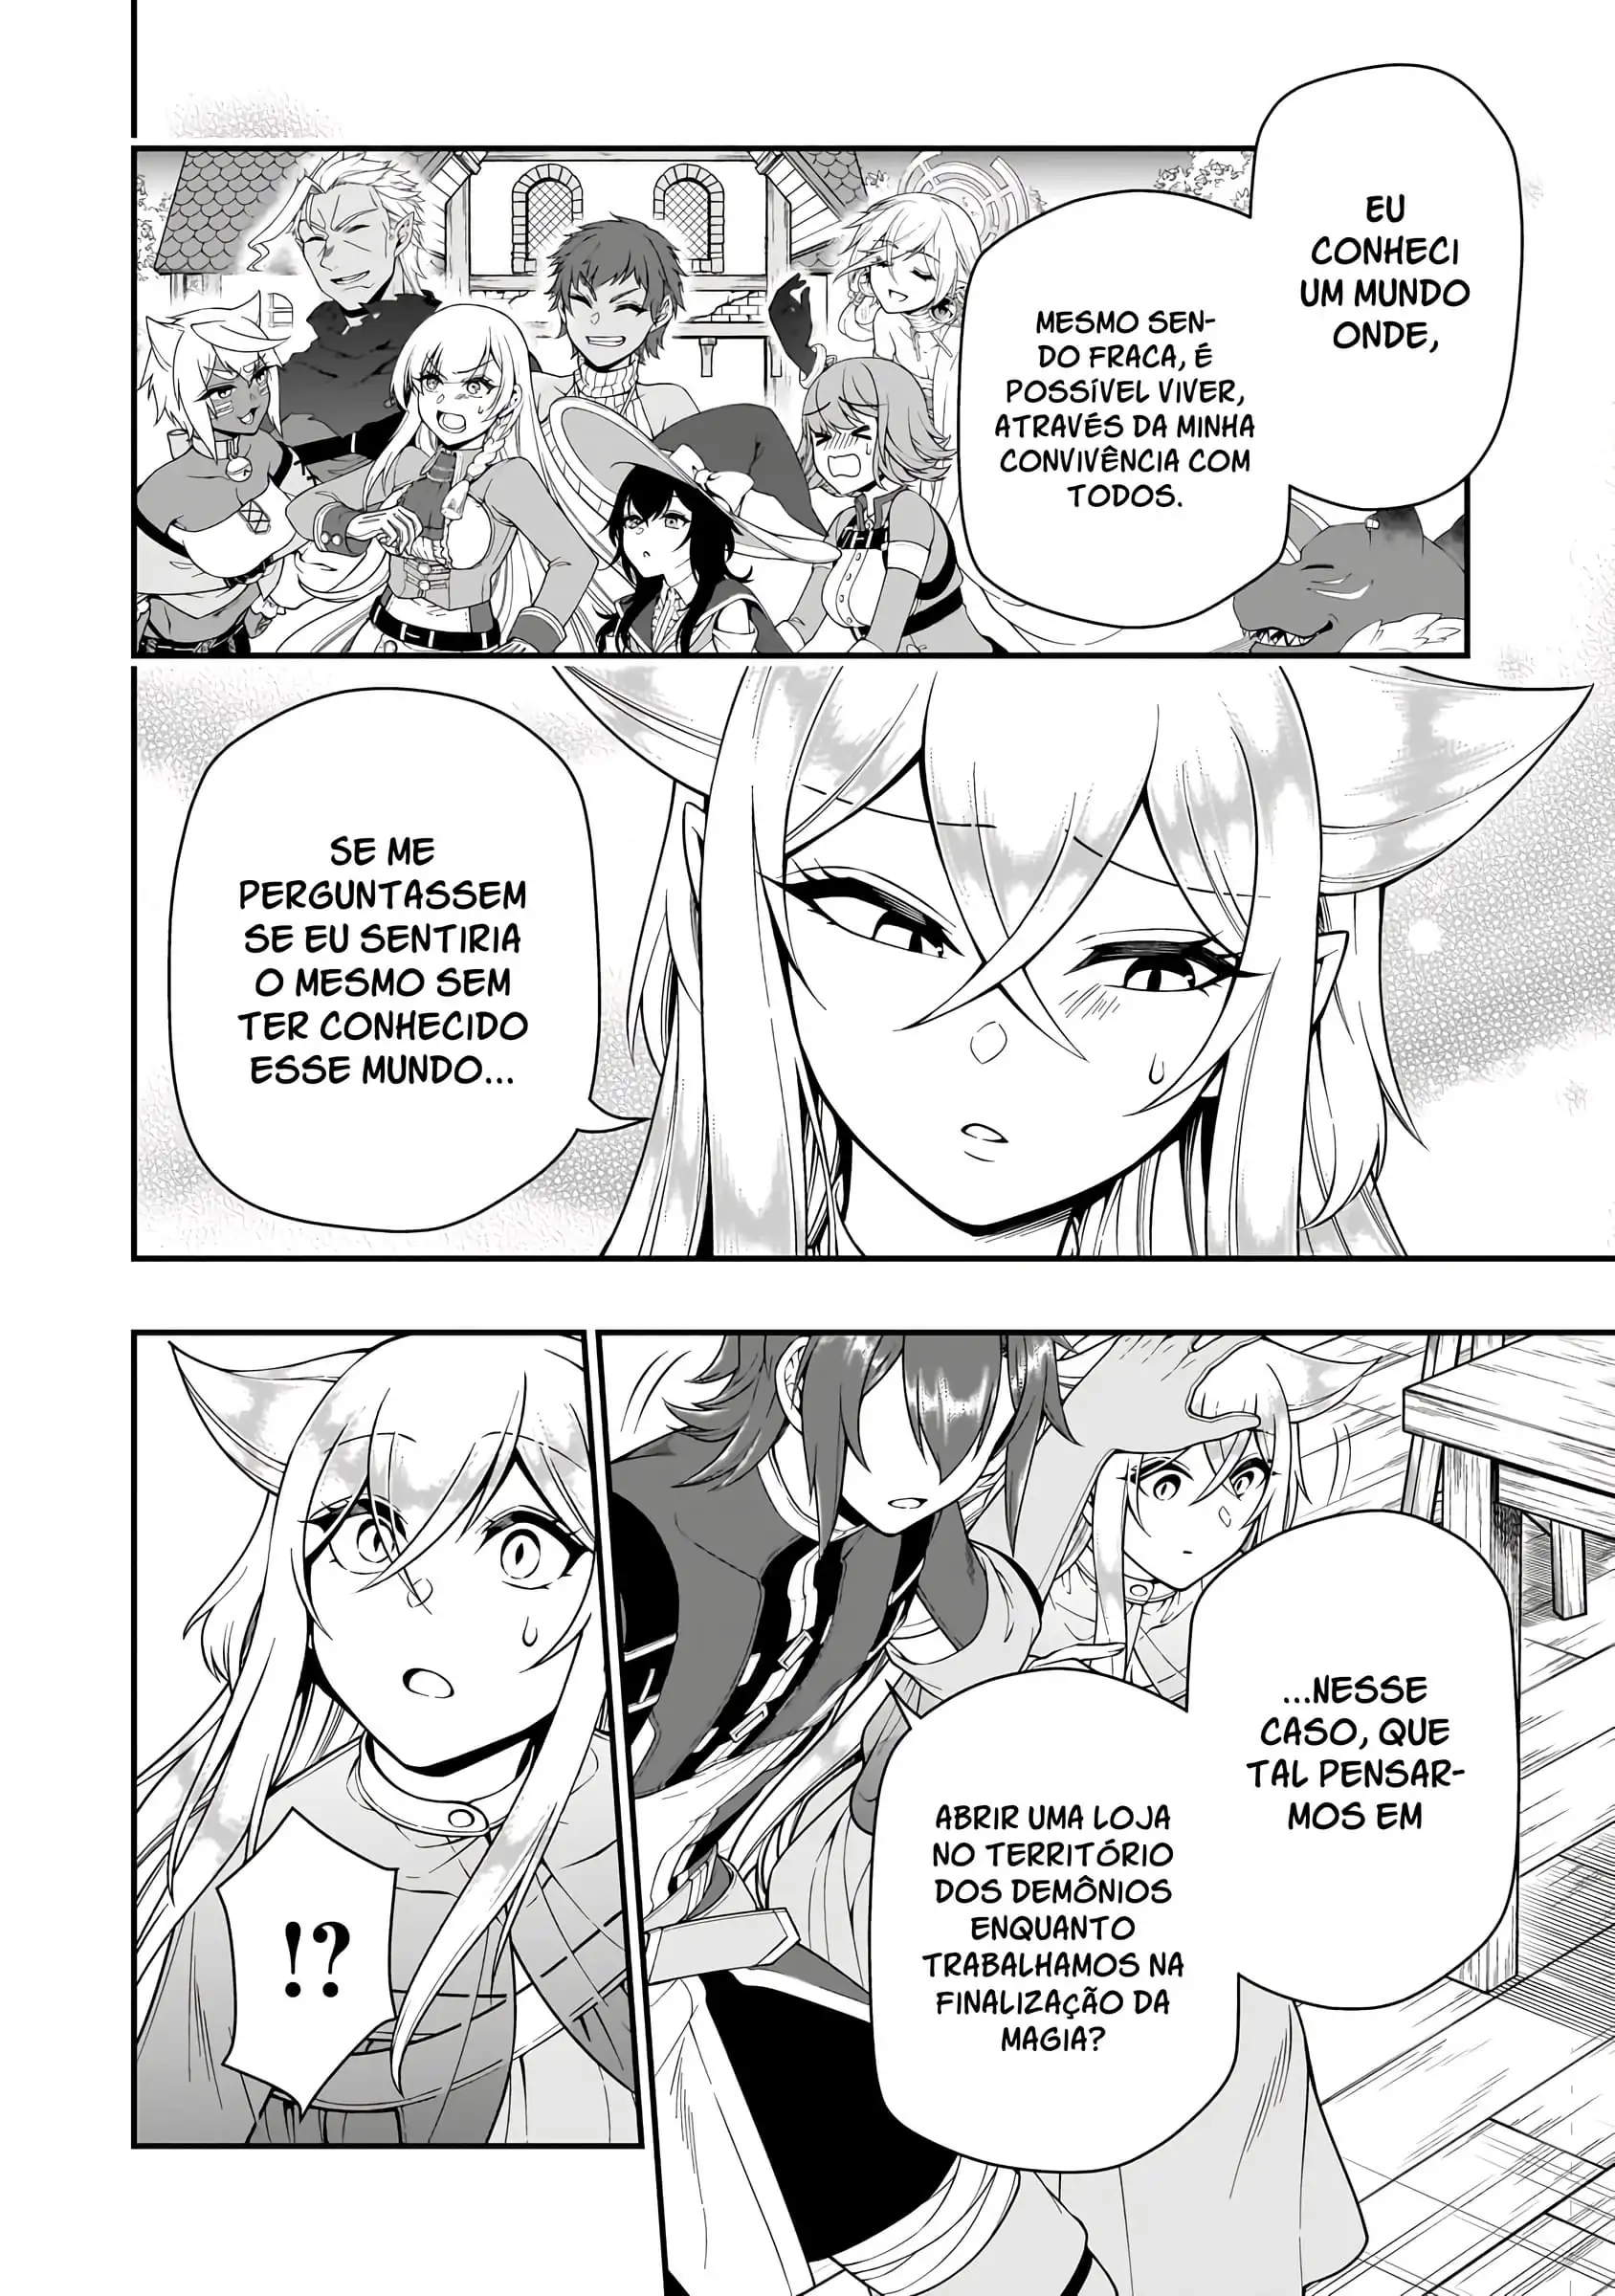 EU
CONHECI
UM MUNDO
ONDE,
MESMO SEN-
DO FRACA, É
POSSÍVEL VIVER,
ATRAVÉS DA MINHA
CONVIVÊNCIA COM
TODOS.
SE ME
PERGUNTASSEM
SE EU SENTIRIA
O MESMO SEM
TER CONHECIDO
ESSE MUNDO...
...NESSE
CASO, QUE
TAL PENSAR-
MOS EM
ABRIR UMA LOJA
NO TERRITÓRIO
DOS DEMÔNIOS
ENQUANTO
TRABALHAMOS NA
FINALIZAÇÃO DA
MAGIA?
!?